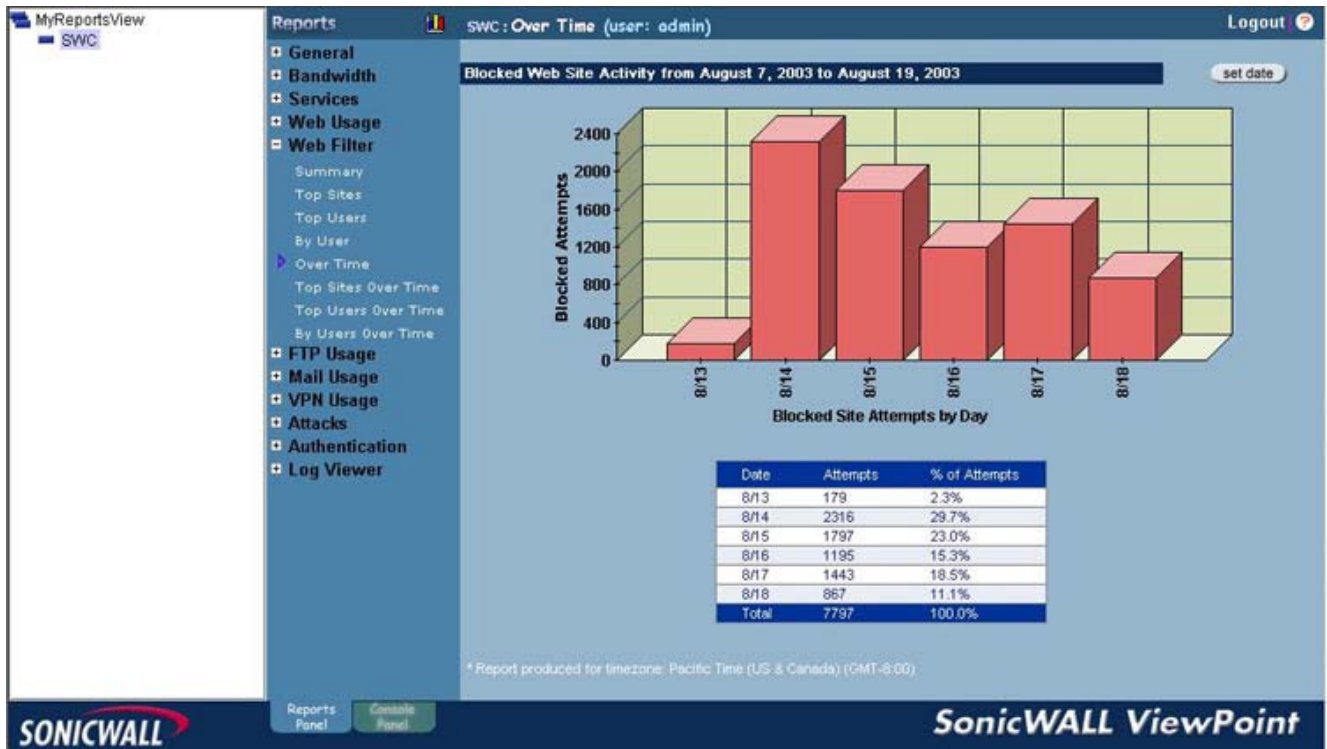 MyReportsView
SWC
Reports
General
Bandwidth
Services
Web Usage
Web Filter
Summary
Top Sites
Top Users
By User
Over Time
Top Sites Over Time
Top Users Over Time
By Users Over Time
FTP Usage
Mail Usage
VPN Usage
Attacks
Authentication
Log Viewer
SWC : Over Time (user: admin)
Logout ?
Blocked Web Site Activity from August 7, 2003 to August 19, 2003
set date
Blocked Attempts
2400
2000
1600
1200
800
400
0
8/13 8/14 8/15 8/16 8/17 8/18
Blocked Site Attempts by Day
Date Attempts % of Attempts
8/13 179 2.3%
8/14 2316 29.7%
8/15 1797 23.0%
8/16 1195 15.3%
8/17 1443 18.5%
8/18 867 11.1%
Total 7797 100.0%
* Report produced for timezone: Pacific Time (US & Canada) (GMT-8:00)
Reports Panel
Console Panel
SONICWALL
SonicWALL ViewPoint